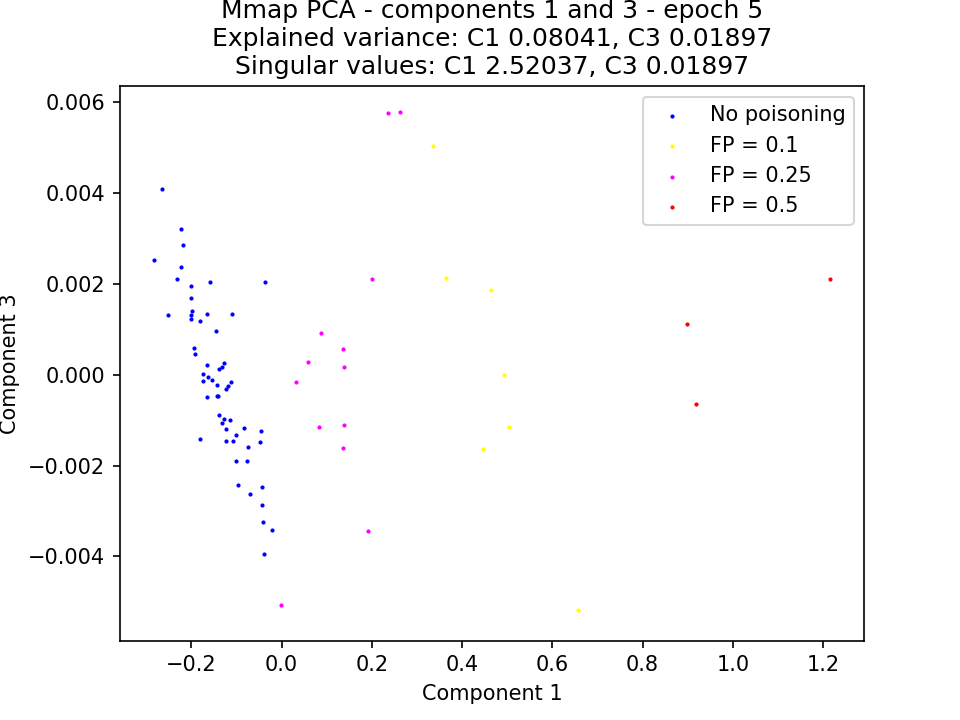 Mmap PCA - components 1 and 3 - epoch 5
Explained variance: C1 0.08041, C3 0.01897
Singular values: C1 2.52037, C3 0.01897
No poisoning
FP = 0.1
FP = 0.25
FP = 0.5
0.006
0.004
0.002
0.000
−0.002
−0.004
Component 3
−0.2
0.0
0.2
0.4
0.6
0.8
1.0
1.2
Component 1